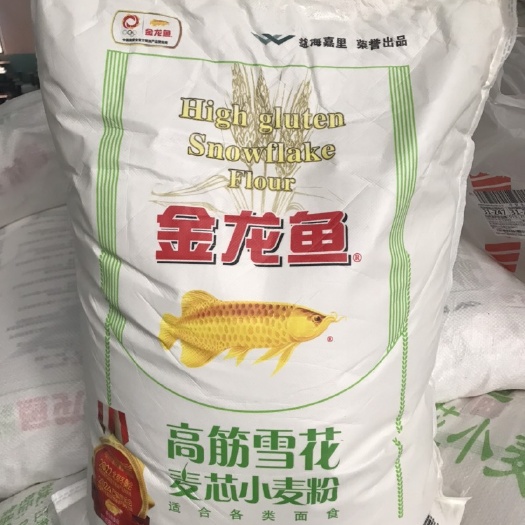 金龙鱼
益海嘉里 荣誉出品
High gluten
Snowflake
Flour
金龙鱼®
®
高筋雪花
麦芯小麦粉
适合各类面食